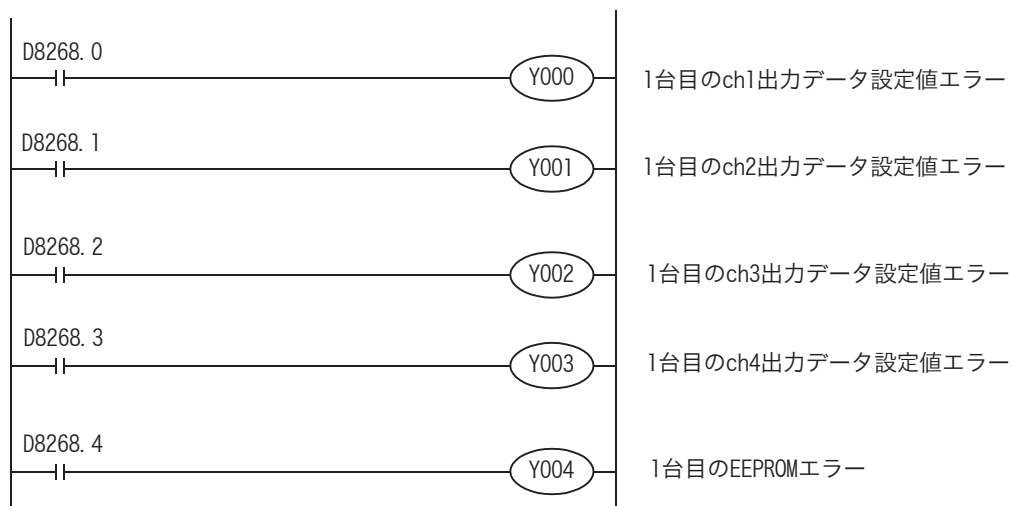 D8268.0
Y000 1台目のch1出力データ設定値エラー
D8268.1
Y001 1台目のch2出力データ設定値エラー
D8268.2
Y002 1台目のch3出力データ設定値エラー
D8268.3
Y003 1台目のch4出力データ設定値エラー
D8268.4
Y004 1台目のEEPROMエラー